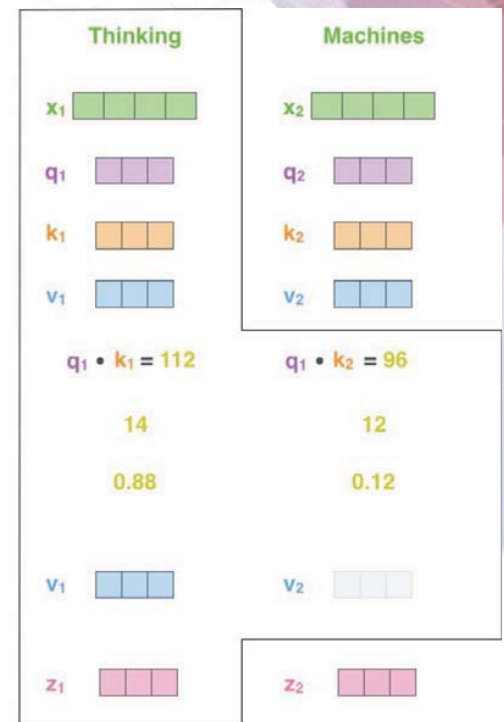 Thinking Machines
x₁ x₂
q₁ q₂
k₁ k₂
v₁ v₂
q₁ • k₁ = 112 q₁ • k₂ = 96
14 12
0.88 0.12
v₁ v₂
z₁ z₂